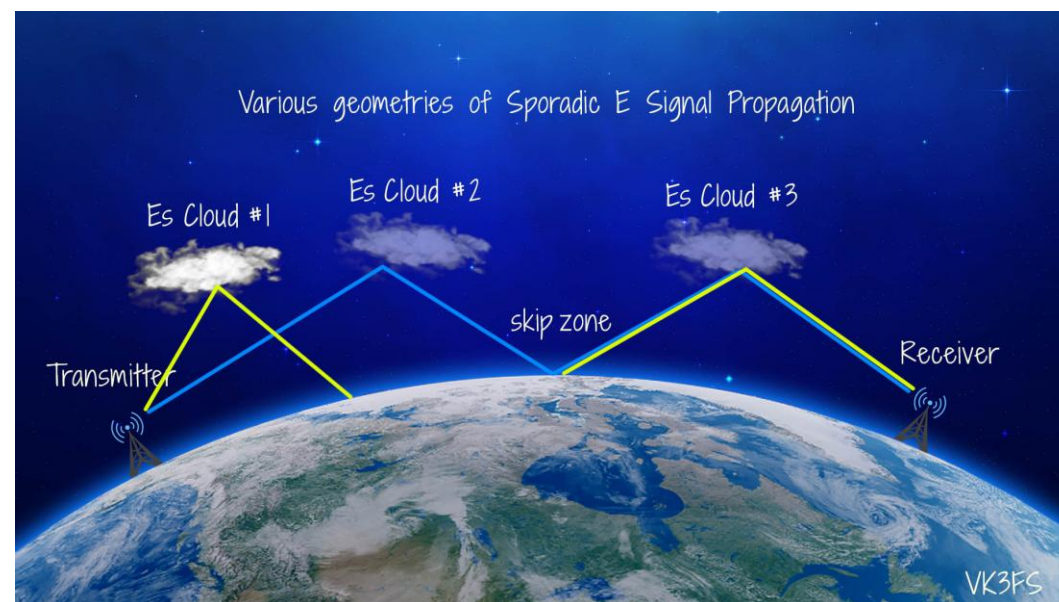 Various geometries of Sporadic E Signal Propagation
Es Cloud #1
Es Cloud #2
Es Cloud #3
skip zone
Transmitter
Receiver
VK3FS